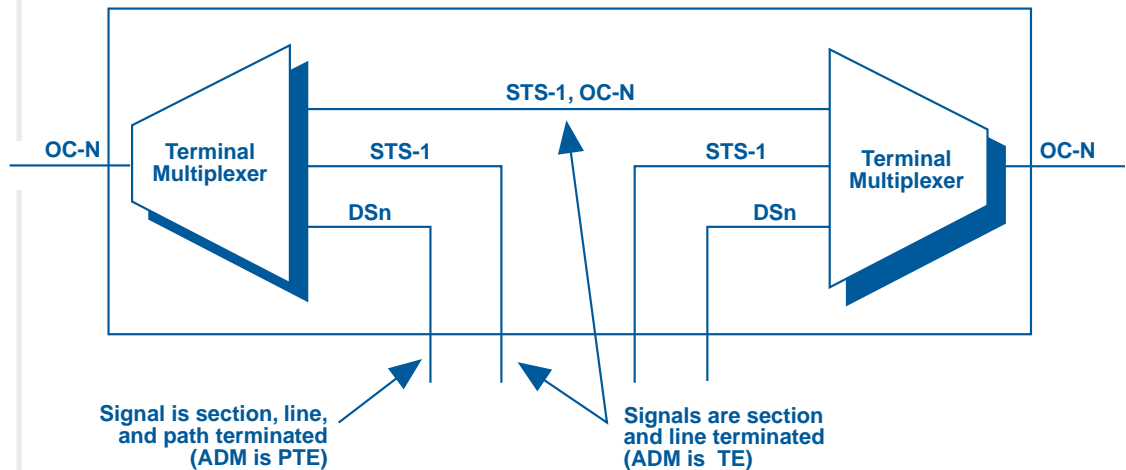 STS-1, OC-N
OC-N
Terminal
Multiplexer
STS-1
DSn
STS-1
DSn
Terminal
Multiplexer
OC-N
Signal is section, line,
and path terminated
(ADM is PTE)
Signals are section
and line terminated
(ADM is TE)